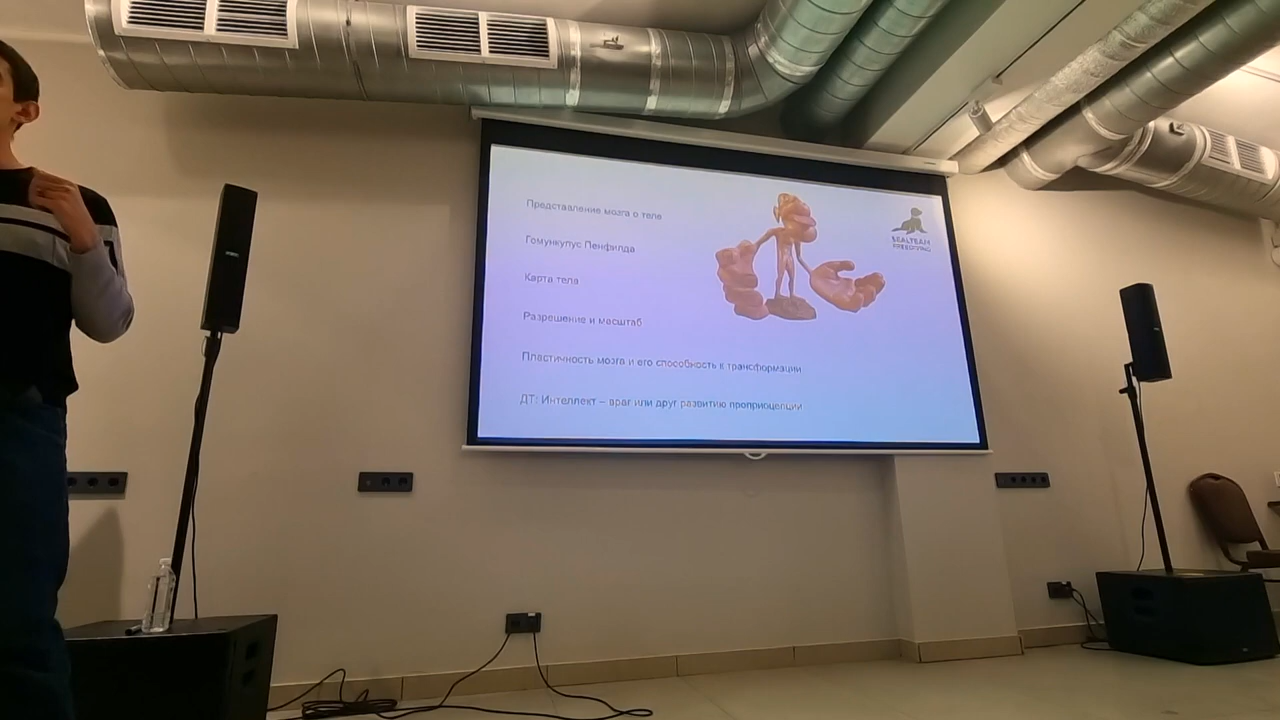 Представление мозга о теле
Гомункулус Пенфилда
Карта тела
Разрешение и масштаб
Пластичность мозга и его способность к трансформации
ДТ: Интеллект – враг или друг развитию проприоцепции
SEALTEAM
FREEDIVING